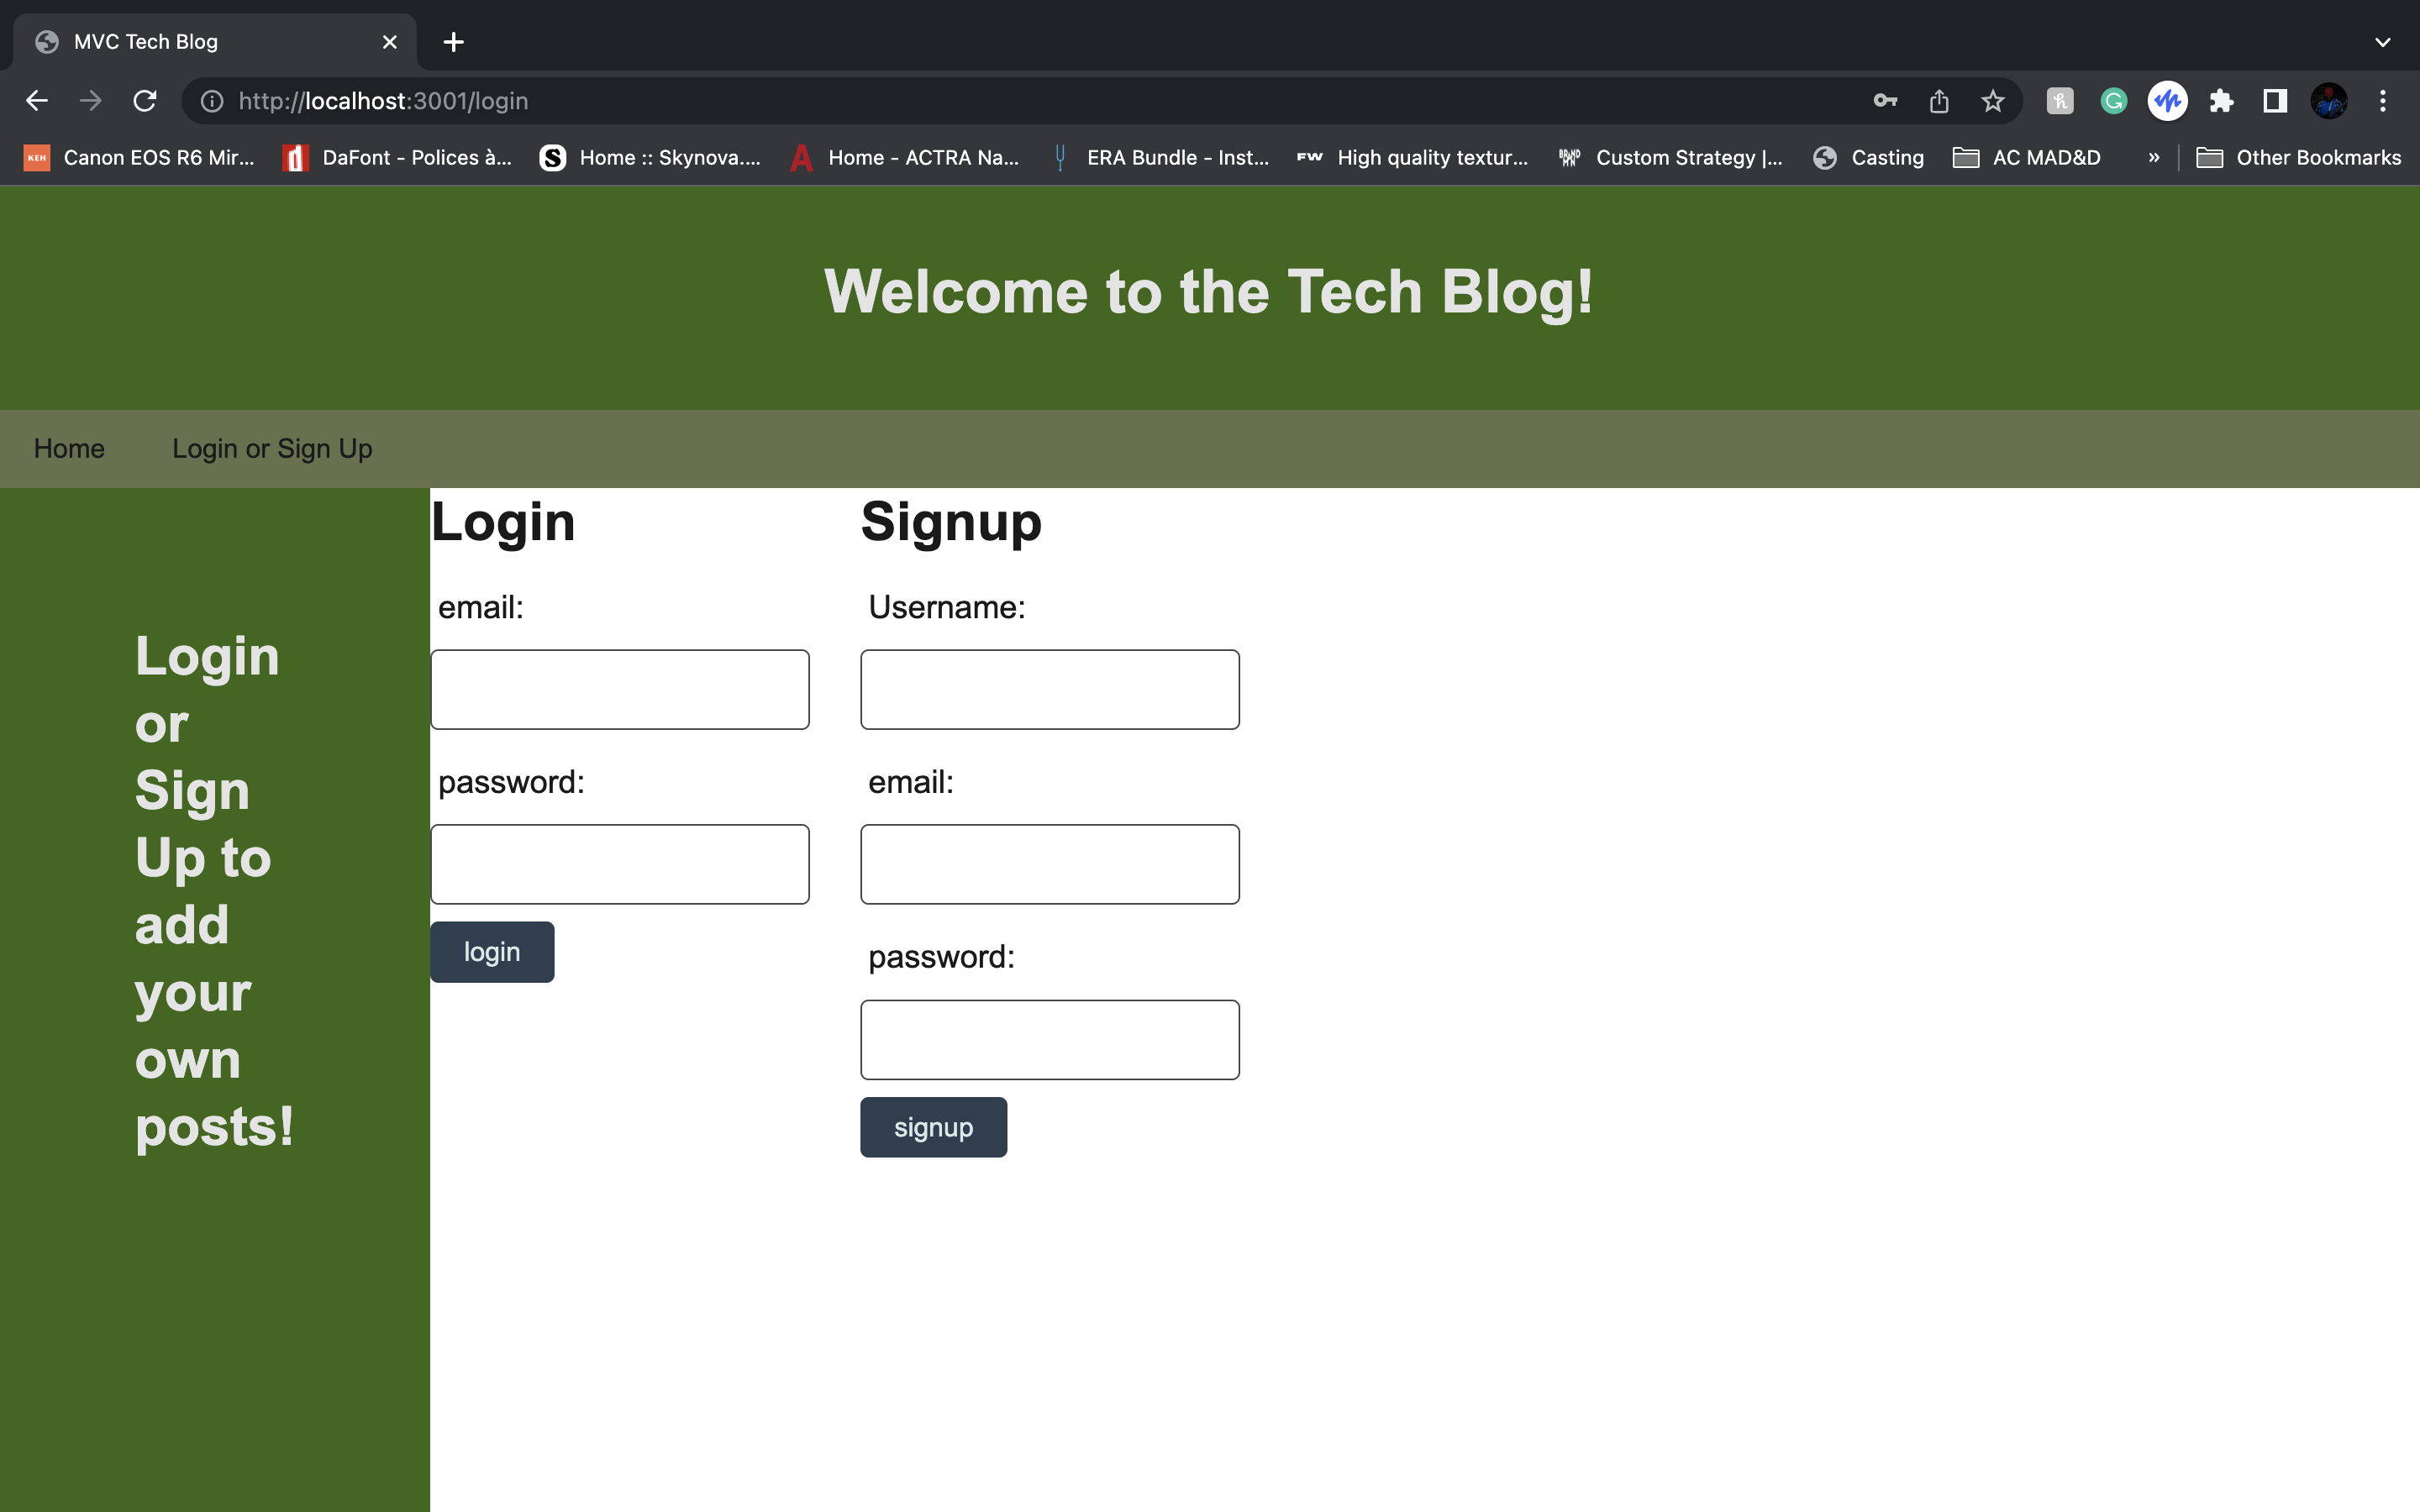 MVC Tech Blog
http://localhost:3001/login
KEH
Canon EOS R6 Mir...
DaFont - Polices à...
S
Home :: Skynova....
A
Home - ACTRA Na...
ERA Bundle - Inst...
FW
High quality textur...
Custom Strategy |...
Casting
AC MAD&D
»
Other Bookmarks
Welcome to the Tech Blog!
Home
Login or Sign Up
Login
or
Sign
Up to
add
your
own
posts!
Login
email:
password:
login
Signup
Username:
email:
password:
signup